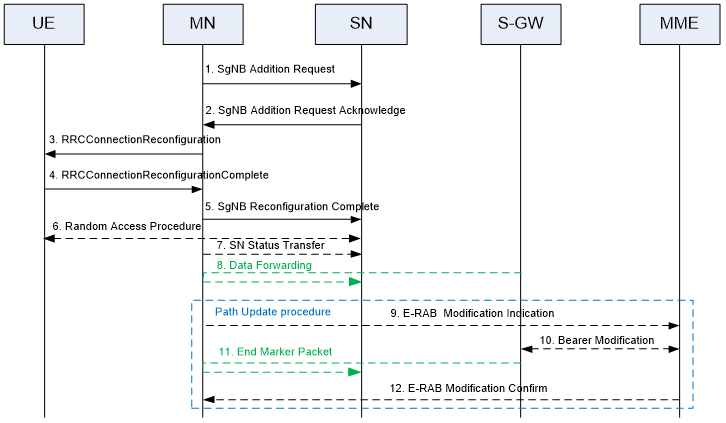 UE
MN
SN
S-GW
MME
1. SgNB Addition Request
2. SgNB Addition Request Acknowledge
3. RRCConnectionReconfiguration
4. RRCConnectionReconfigurationComplete
5. SgNB Reconfiguration Complete
6. Random Access Procedure
7. SN Status Transfer
8. Data Forwarding
Path Update procedure
9. E-RAB Modification Indication
10. Bearer Modification
11. End Marker Packet
12. E-RAB Modification Confirm